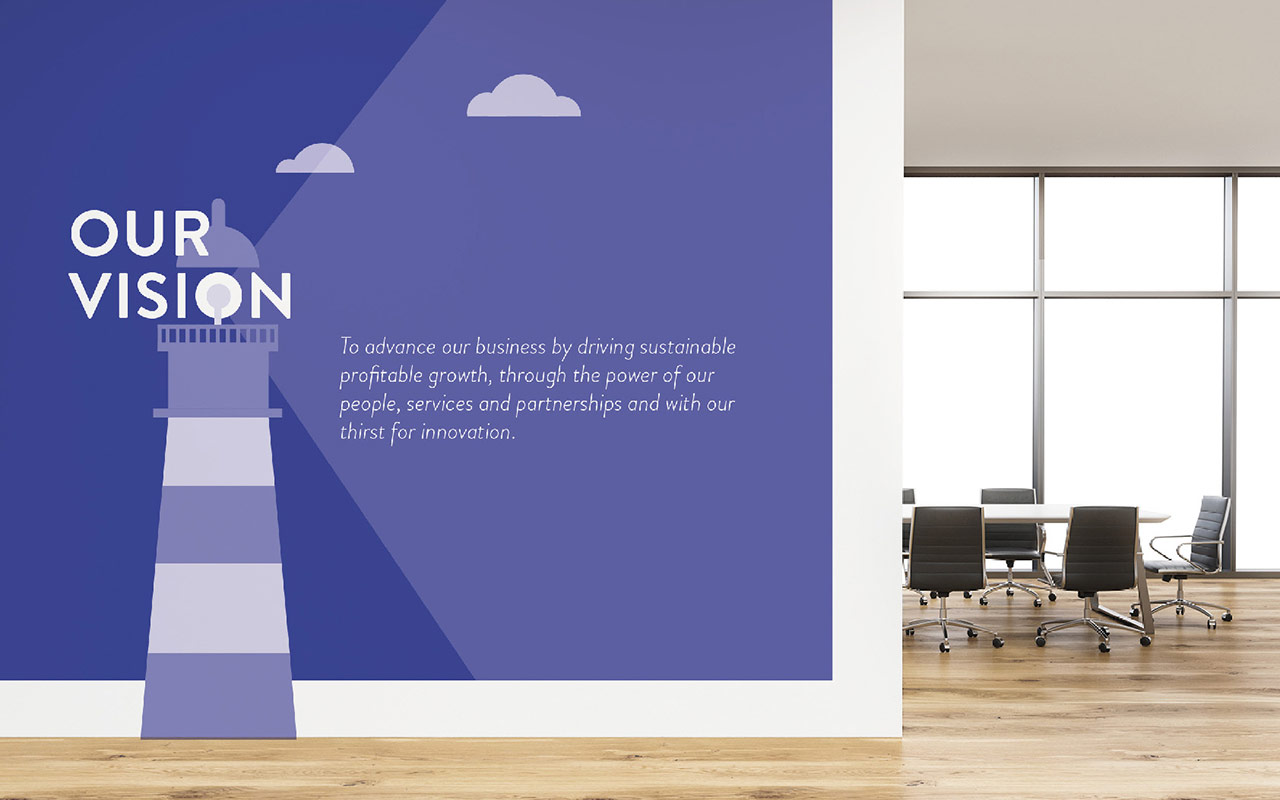 OUR
VISION
To advance our business by driving sustainable
profitable growth, through the power of our
people, services and partnerships and with our
thirst for innovation.